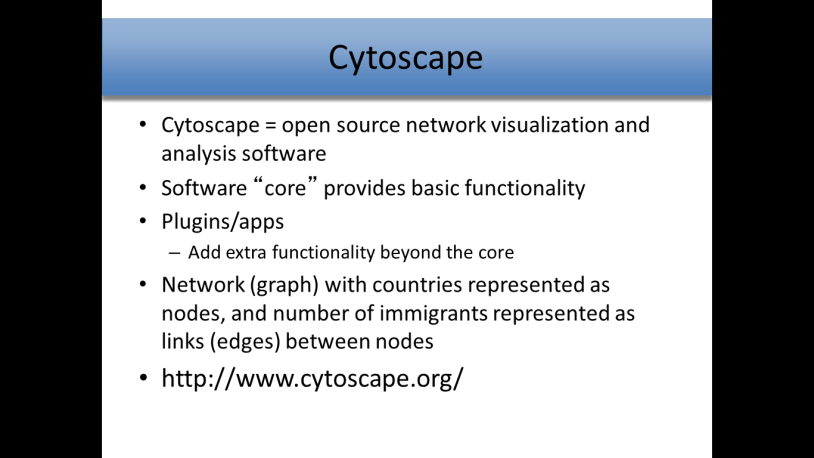 Cytoscape
• Cytoscape = open source network visualization and
analysis software
• Software “core” provides basic functionality
• Plugins/apps
– Add extra functionality beyond the core
• Network (graph) with countries represented as
nodes, and number of immigrants represented as
links (edges) between nodes
• http://www.cytoscape.org/